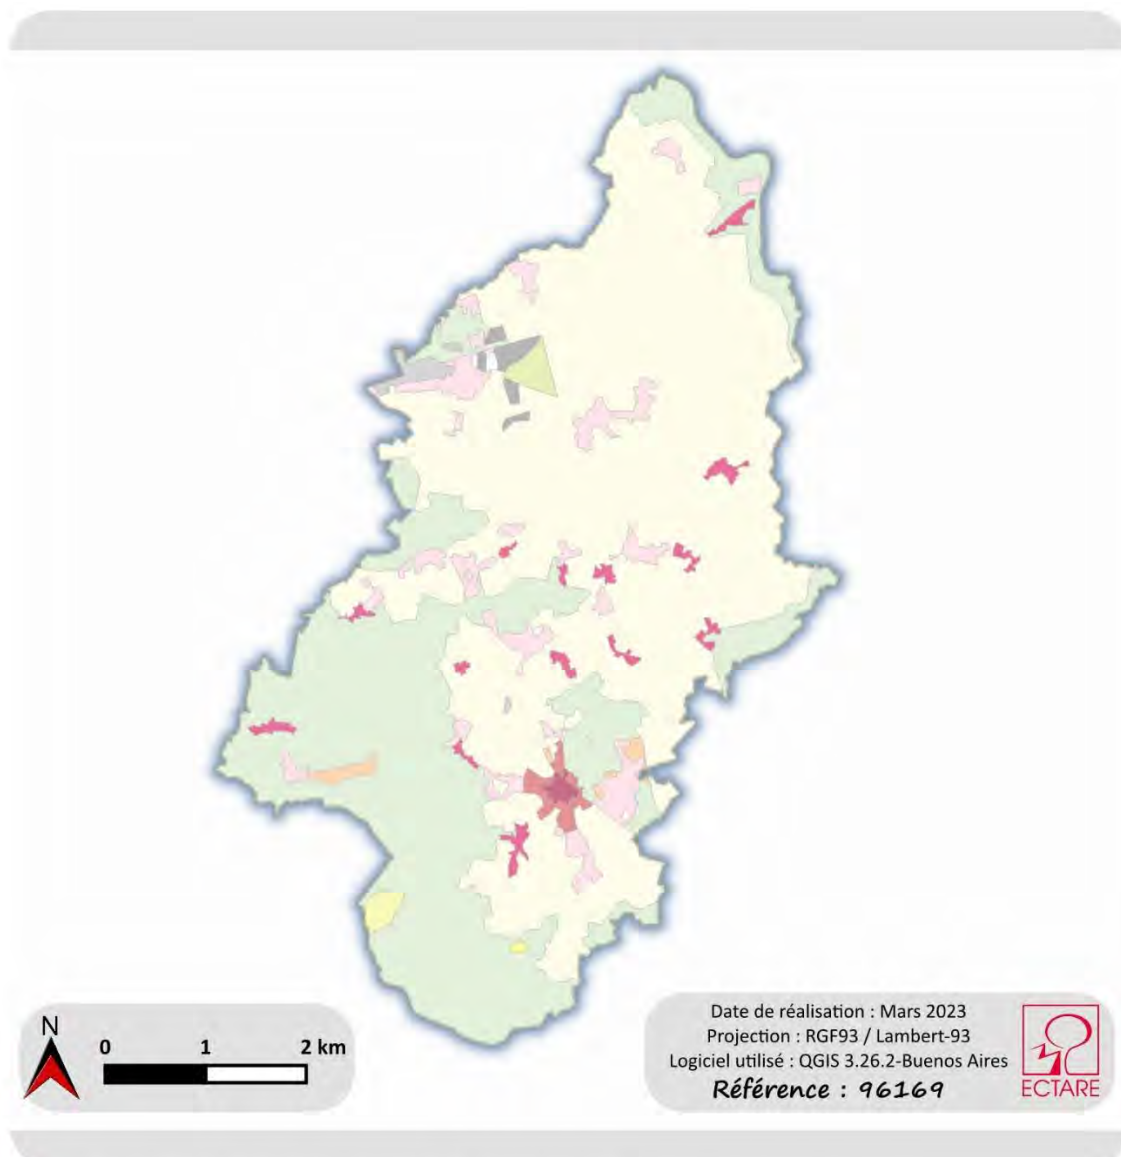 N
0 1 2 km
Date de réalisation : Mars 2023
Projection : RGF93 / Lambert-93
Logiciel utilisé : QGIS 3.26.2-Buenos Aires
Référence : 96169
ECTARE